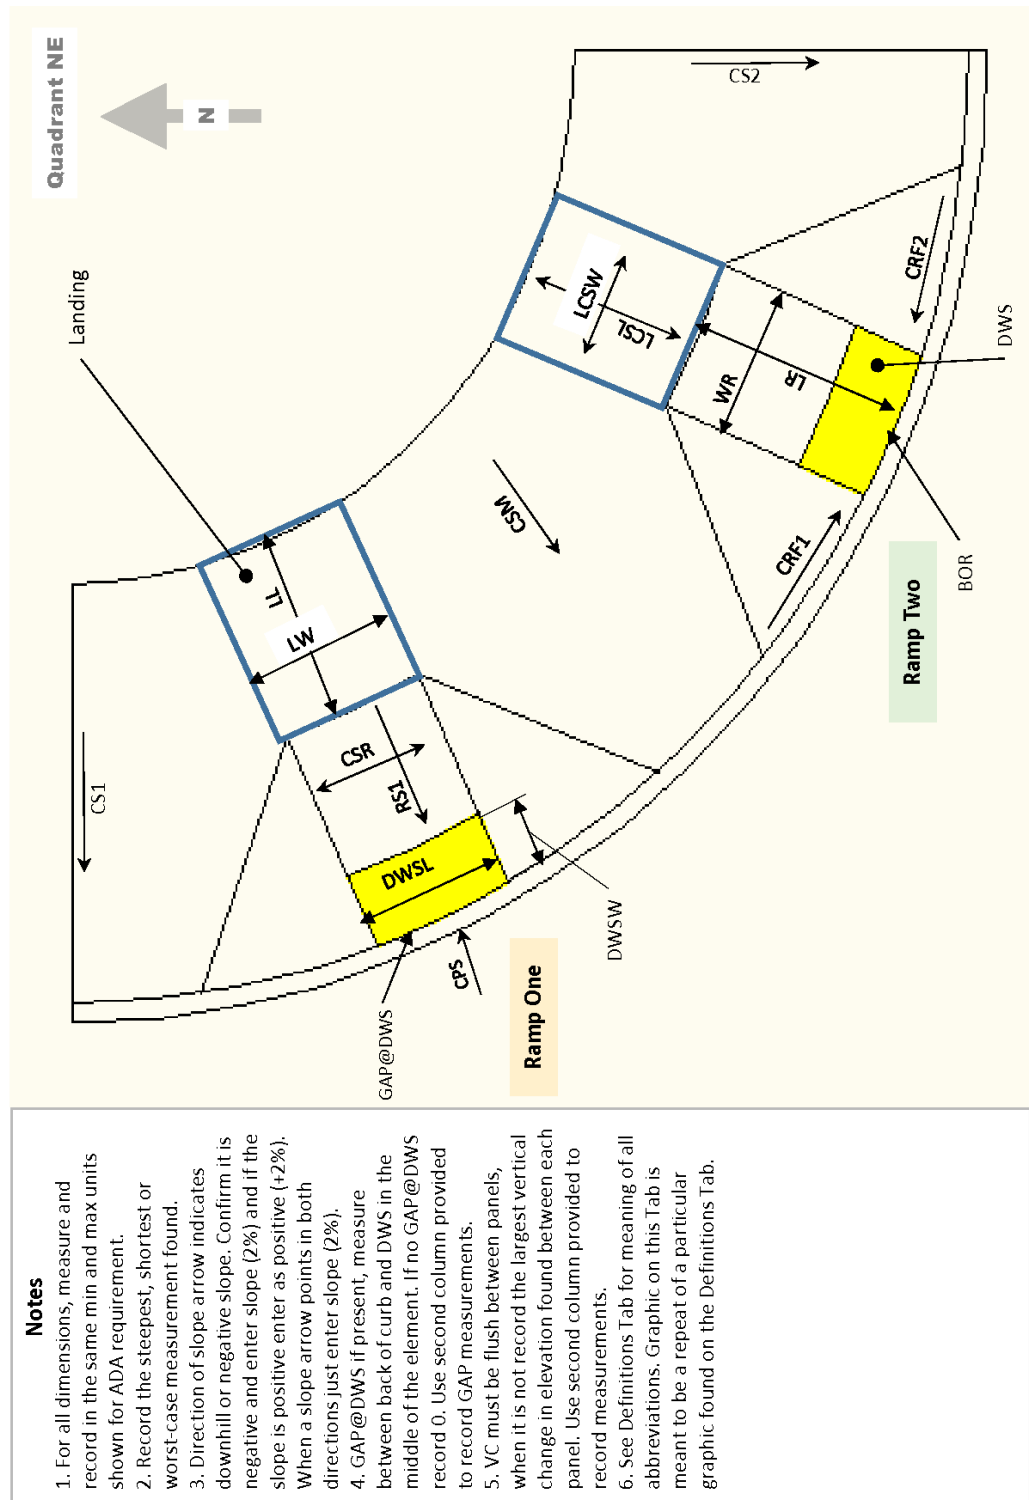 Notes
1. For all dimensions, measure and
record in the same min and max units
shown for ADA requirement.
2. Record the steepest, shortest or
worst-case measurement found.
3. Direction of slope arrow indicates
downhill or negative slope. Confirm it is
negative and enter slope (2%) and if the
slope is positive enter as positive (+2%).
When a slope arrow points in both
directions just enter slope (2%).
4. GAP@DWS if present, measure
between back of curb and DWS in the
middle of the element. If no GAP@DWS
record 0. Use second column provided
to record GAP measurements.
5. VC must be flush between panels,
when it is not record the largest vertical
change in elevation found between each
panel. Use second column provided to
record measurements.
6. See Definitions Tab for meaning of all
abbreviations. Graphic on this Tab is
meant to be a repeat of a particular
graphic found on the Definitions Tab.
Quadrant NE
N
Landing
CS1
LL
LW
CSR
RS1
DWSL
DWSW
GAP@DWS
CPS
Ramp One
CSM
CS2
LCSW
LCSL
WR
LR
CRF2
DWS
CRF1
BOR
Ramp Two